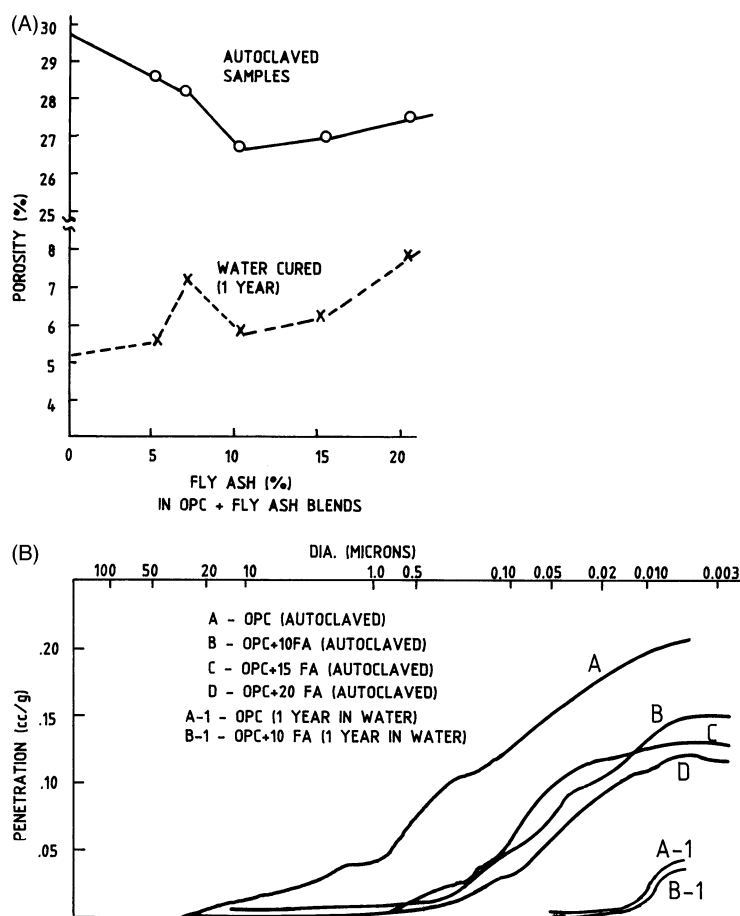 (A)
30
29
28
27
26
25
8
7
6
5
4
POROSITY (%)
AUTOCLAVED
SAMPLES
WATER CURED
(1 YEAR)
0 5 10 15 20
FLY ASH (%)
IN OPC + FLY ASH BLENDS
(B)
DIA. (MICRONS)
100 50 20 10 1.0 0.5 0.10 0.05 0.02 0.010 0.003
A - OPC (AUTOCLAVED)
B - OPC+10FA (AUTOCLAVED)
C - OPC+15 FA (AUTOCLAVED)
D - OPC+20 FA (AUTOCLAVED)
A-1 - OPC (1 YEAR IN WATER)
B-1 - OPC+10 FA (1 YEAR IN WATER)
.20
.15
.10
.05
PENETRATION (cc/g)
A
B
C
D
A-1
B-1